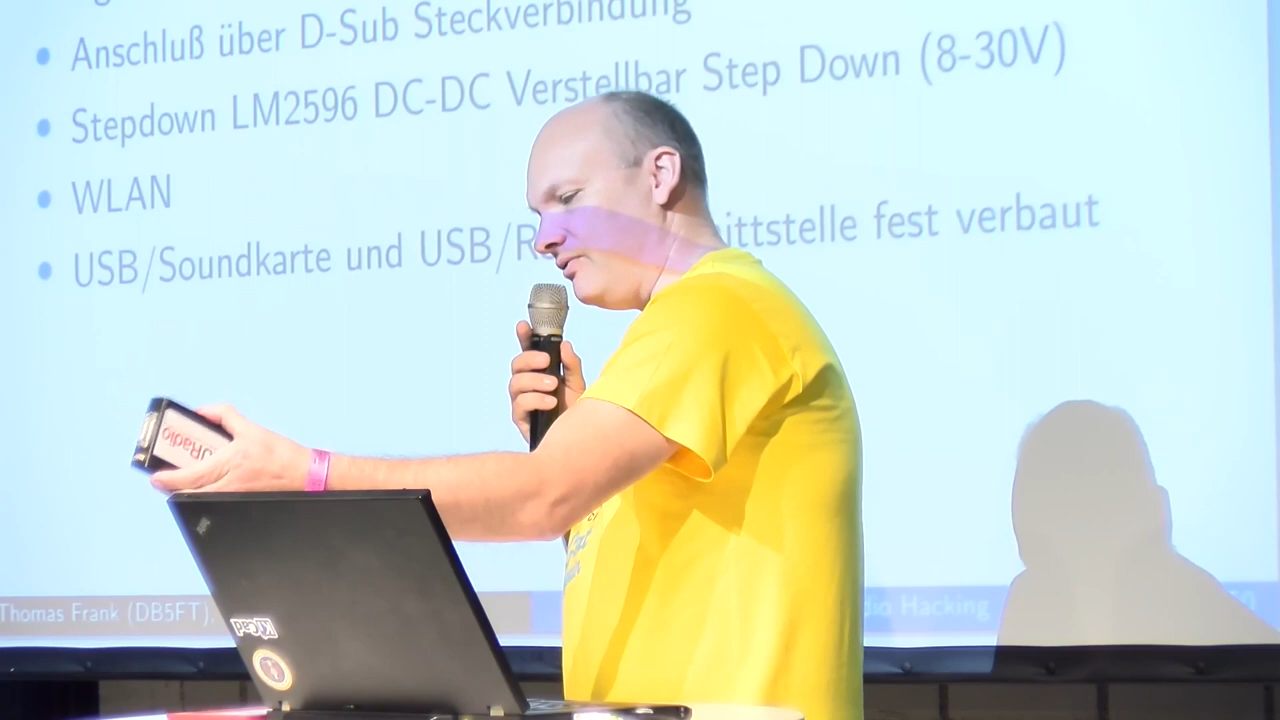 Anschluß über D-Sub Steckverbindung
Stepdown LM2596 DC-DC Verstellbar Step Down (8-30V)
WLAN
USB/Soundkarte und USB/R ittstelle fest verbaut
Radio
KiCad
Thomas Frank (DB5FT)
dio Hacking